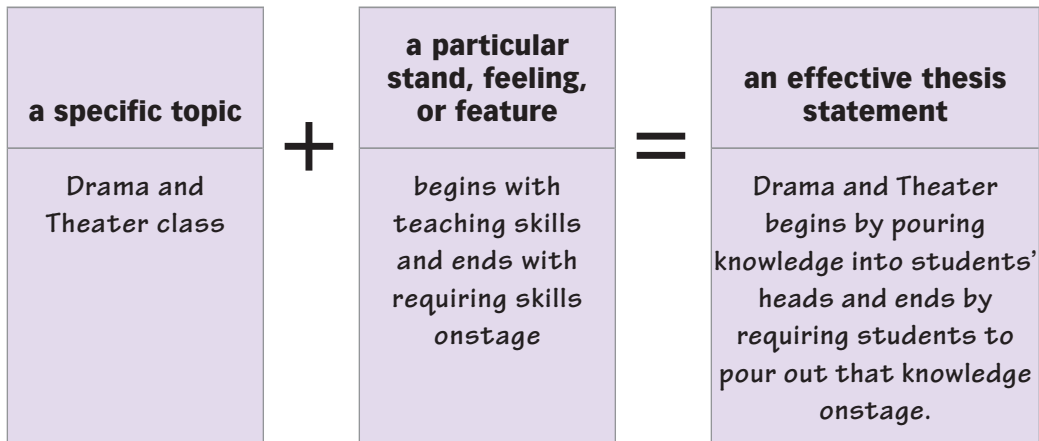 a specific topic
Drama and
Theater class
+
a particular
stand, feeling,
or feature
begins with
teaching skills
and ends with
requiring skills
onstage
=
an effective thesis
statement
Drama and Theater
begins by pouring
knowledge into students’
heads and ends by
requiring students to
pour out that knowledge
onstage.